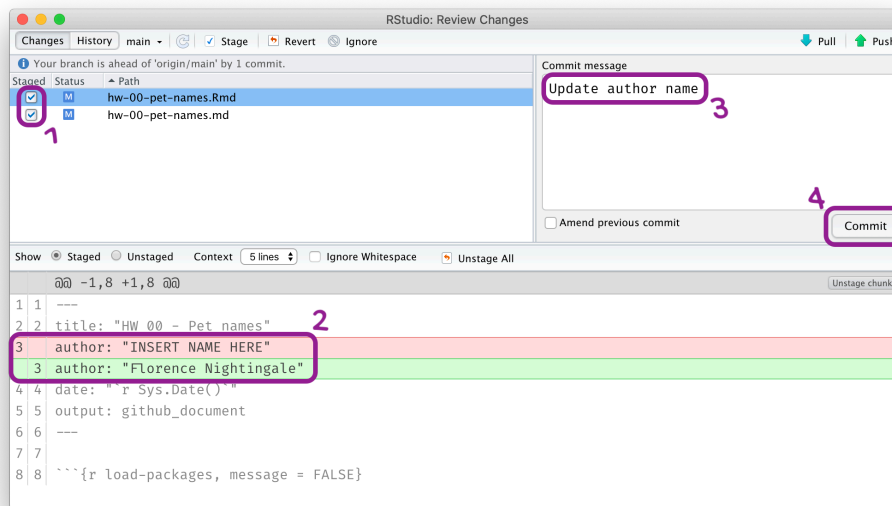 RStudio: Review Changes
Changes History main Stage Revert Ignore Pull Push
Your branch is ahead of 'origin/main' by 1 commit.
Staged Status Path
M hw-00-pet-names.Rmd
M hw-00-pet-names.md
1
Commit message
Update author name
3
4
Amend previous commit
Commit
Show Staged Unstaged Context 5 lines Ignore Whitespace Unstage All
@@ -1,8 +1,8 @@ Unstage chunk
1 1 ---
2 2 title: "HW 00 - Pet names"
2
3 author: "INSERT NAME HERE"
3 author: "Florence Nightingale"
4 4 date: "`r Sys.Date()`"
5 5 output: github_document
6 6 ---
7 7
8 8 ```{r load-packages, message = FALSE}